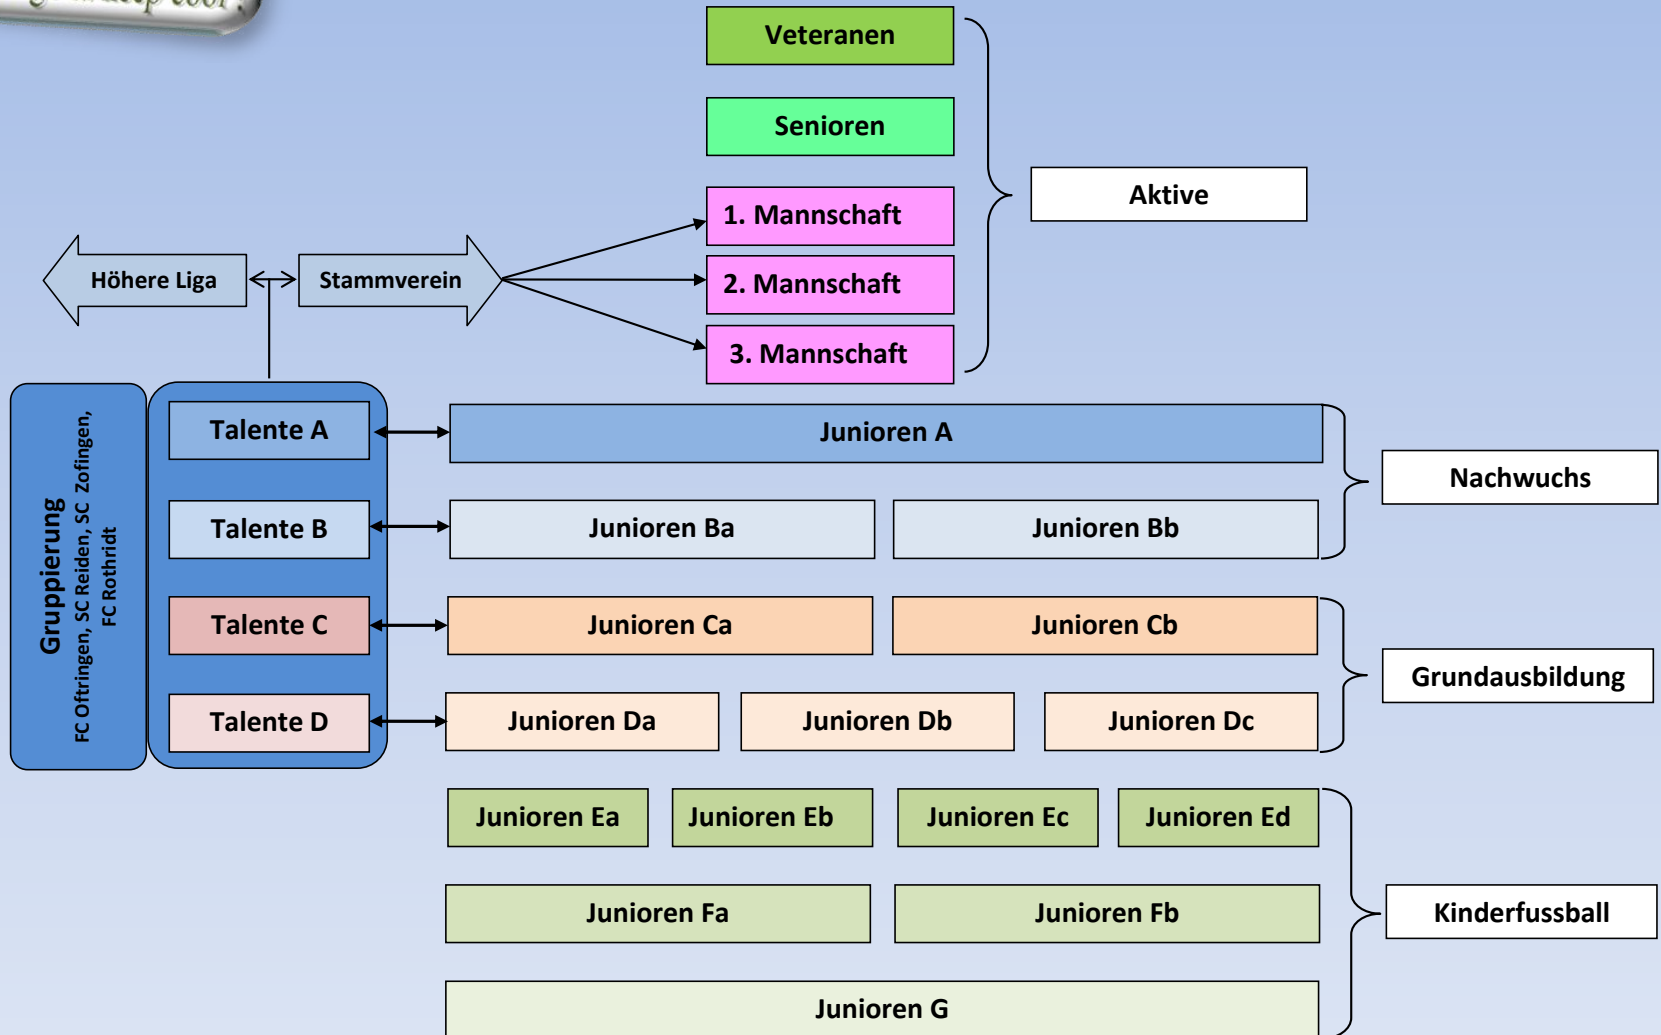 Veteranen
Senioren
1. Mannschaft
Aktive
Höhere Liga
Stammverein
2. Mannschaft
3. Mannschaft
Gruppierung
FC Oftringen, SC Reiden, SC Zofingen,
FC Rothridt
Talente A
Junioren A
Nachwuchs
Talente B
Junioren Ba
Junioren Bb
Talente C
Junioren Ca
Junioren Cb
Grundausbildung
Talente D
Junioren Da
Junioren Db
Junioren Dc
Junioren Ea
Junioren Eb
Junioren Ec
Junioren Ed
Junioren Fa
Junioren Fb
Kinderfussball
Junioren G